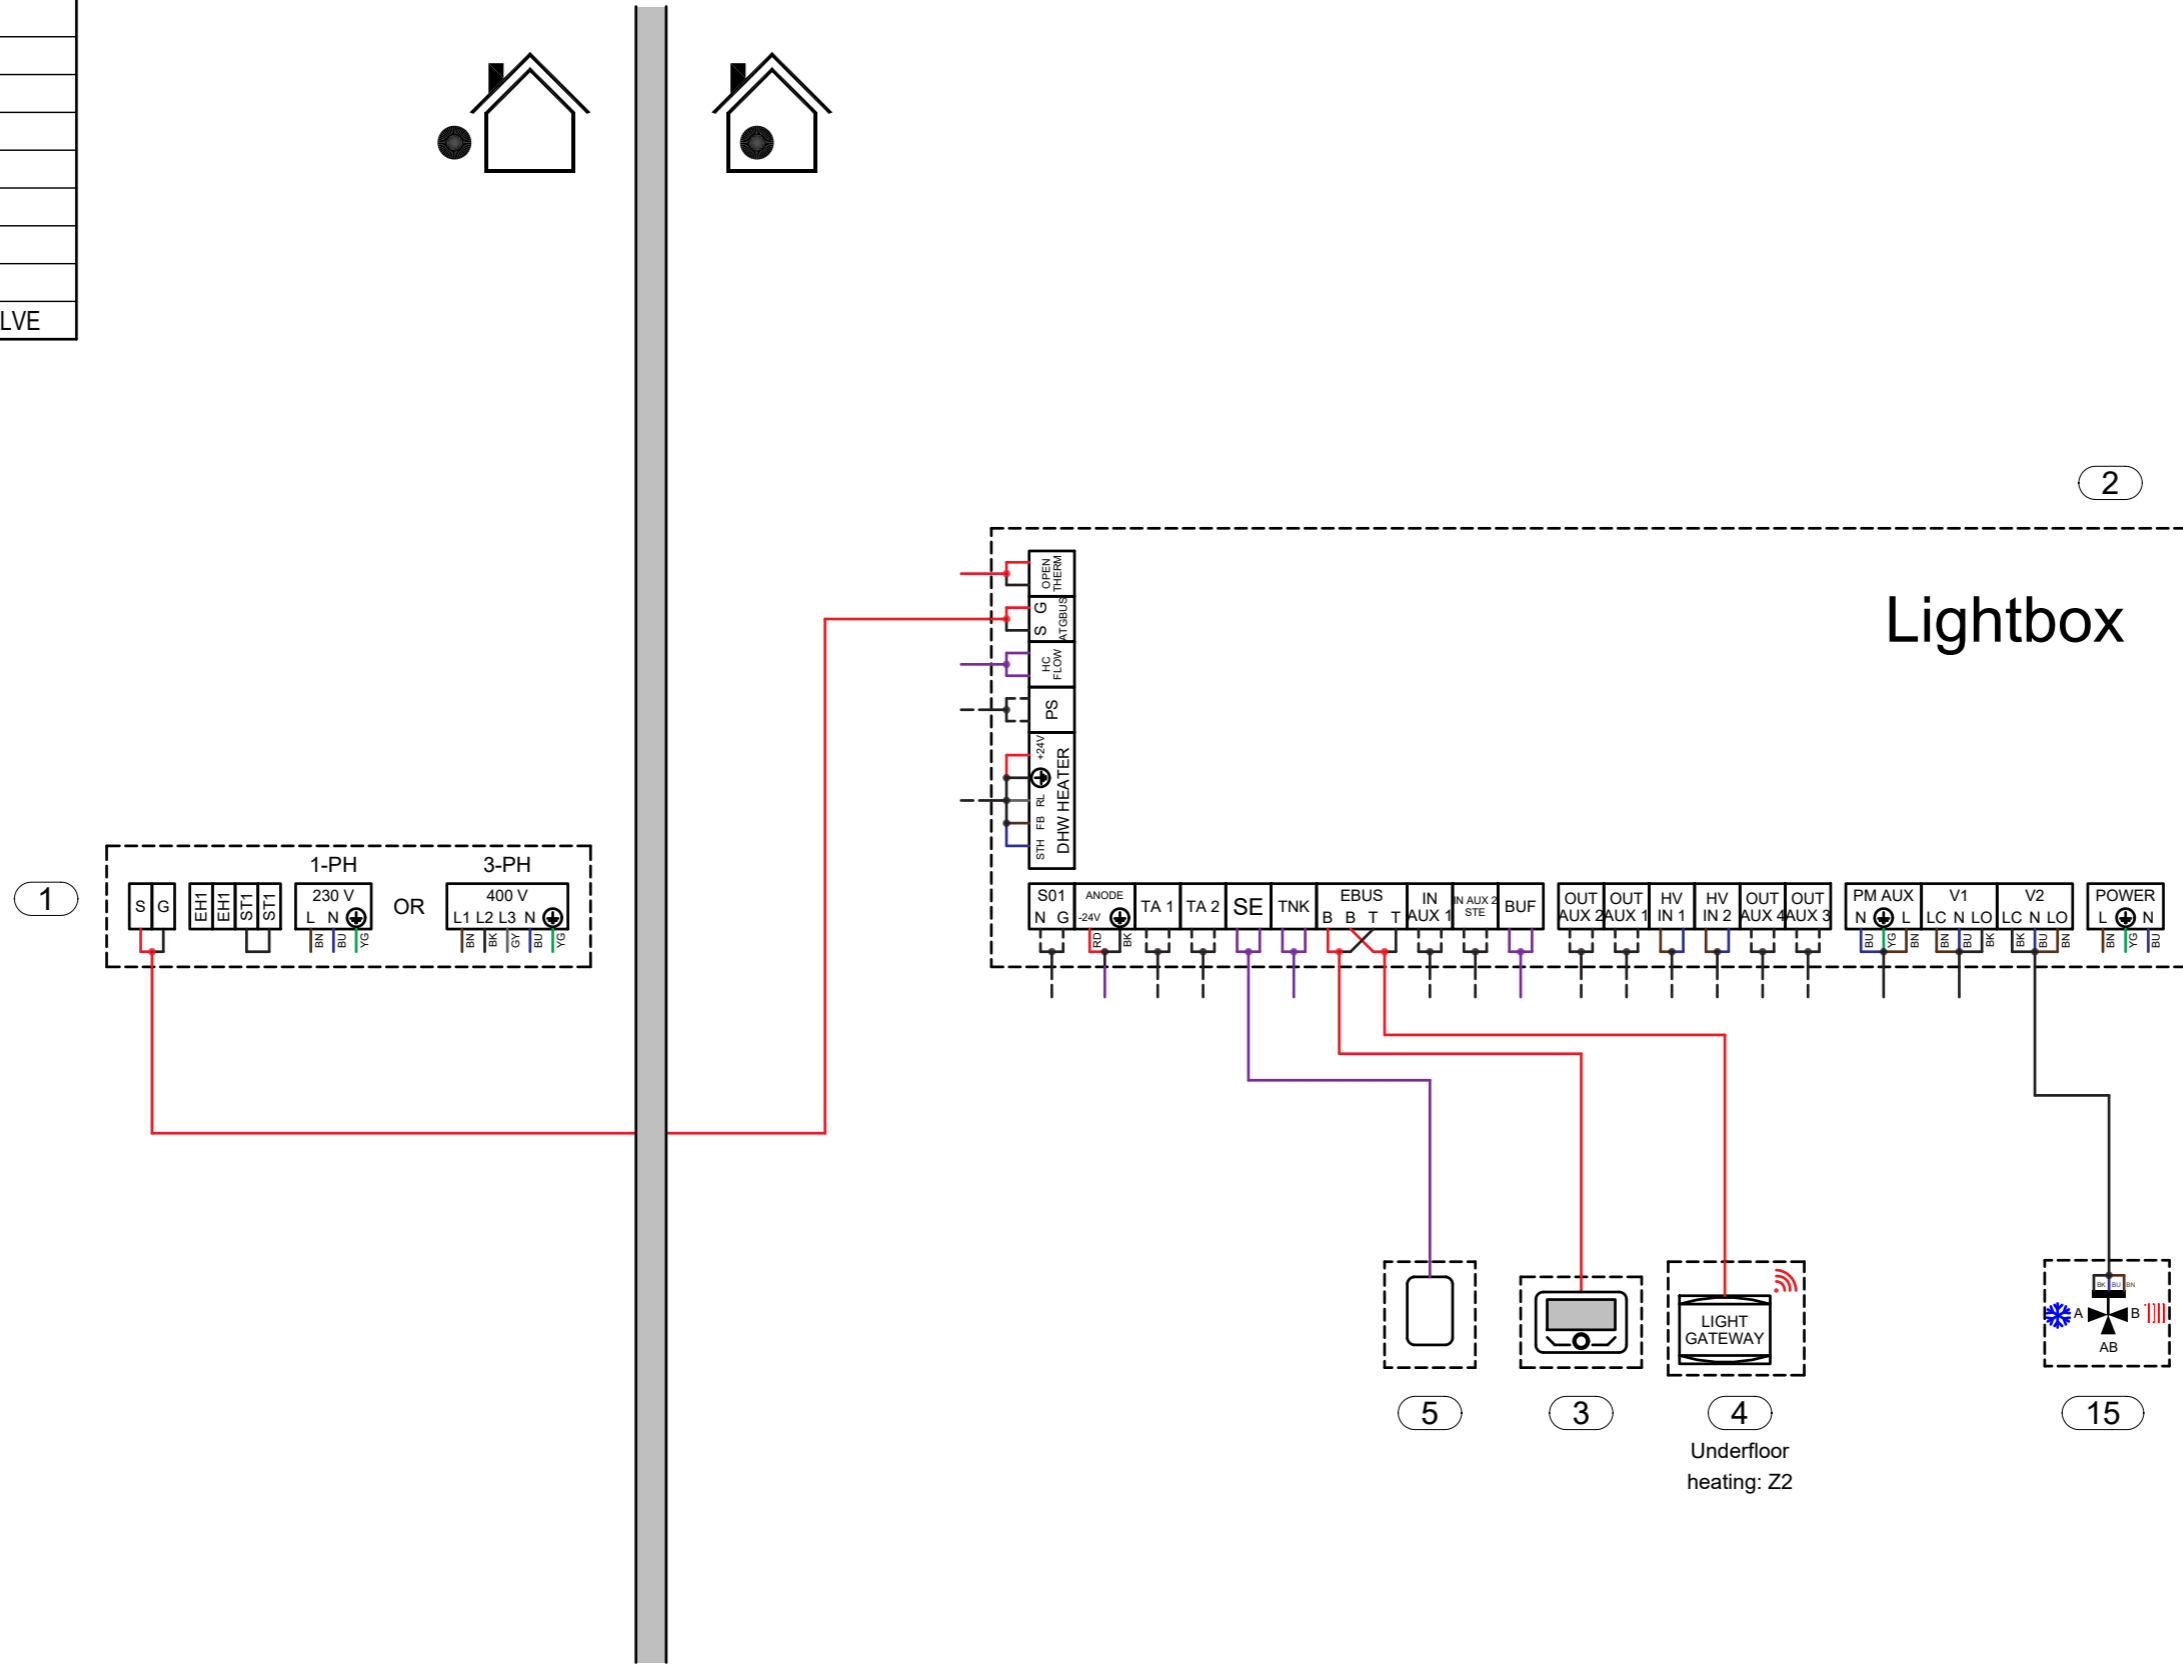 LVE
2
Lightbox
OPEN
THERM
S G
ATGBUS
HC
FLOW
PS
STH FB RL +24V
DHW HEATER
1
1-PH
3-PH
S G
EH1 EH1 ST1 ST1
230 V
L N
BN BU YG
OR
400 V
L1 L2 L3 N
BN BK GY BU YG
S01
N G
ANODE
-24V
RD BK
TA 1
TA 2
SE
TNK
EBUS
B B T T
IN
AUX 1
IN AUX 2
STE
BUF
OUT
AUX 2
OUT
AUX 1
HV
IN 1
HV
IN 2
OUT
AUX 4
OUT
AUX 3
PM AUX
N L
BU YG BN
V1
LC N LO
BN BU BK
V2
LC N LO
BK BU BN
POWER
L N
BN YG BU
LIGHT
GATEWAY
BK BU BN
A B
AB
5
3
4
15
Underfloor
heating: Z2